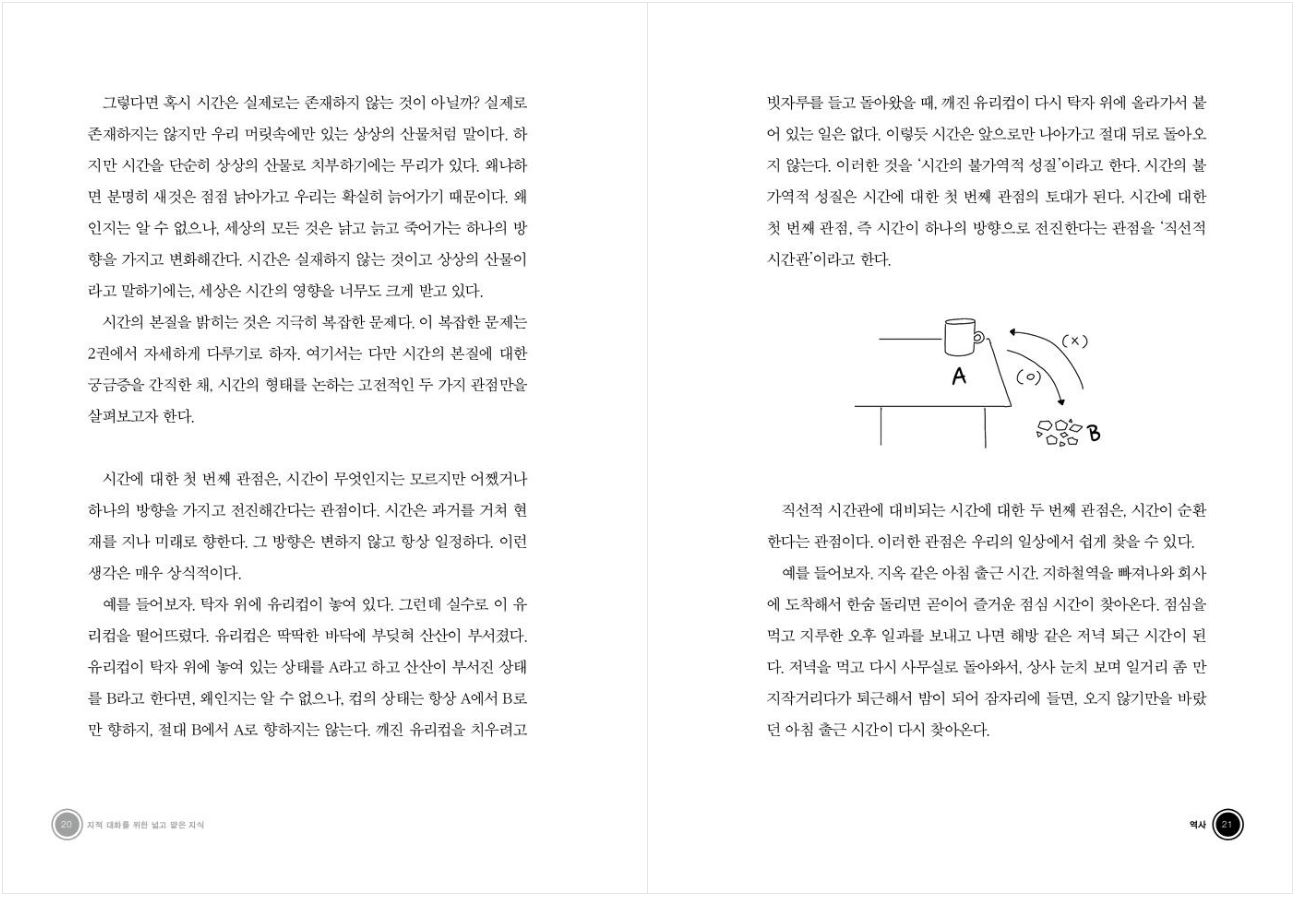 그렇다면 혹시 시간은 실제로는 존재하지 않는 것이 아닐까? 실제로
존재하지는 않지만 우리 머릿속에만 있는 상상의 산물처럼 말이다. 하
지만 시간을 단순히 상상의 산물로 치부하기에는 무리가 있다. 왜냐하
면 분명히 새것은 점점 낡아가고 우리는 확실히 늙어가기 때문이다. 왜
인지는 알 수 없으나, 세상의 모든 것은 낡고 늙고 죽어가는 하나의 방
향을 가지고 변화해간다. 시간은 실재하지 않는 것이고 상상의 산물이
라고 말하기에는, 세상은 시간의 영향을 너무도 크게 받고 있다.
시간의 본질을 밝히는 것은 지극히 복잡한 문제다. 이 복잡한 문제는
2권에서 자세하게 다루기로 하자. 여기서는 다만 시간의 본질에 대한
궁금증을 간직한 채, 시간의 형태를 논하는 고전적인 두 가지 관점만을
살펴보고자 한다.
시간에 대한 첫 번째 관점은, 시간이 무엇인지는 모르지만 어쨌거나
하나의 방향을 가지고 전진해간다는 관점이다. 시간은 과거를 거쳐 현
재를 지나 미래로 향한다. 그 방향은 변하지 않고 항상 일정하다. 이런
생각은 매우 상식적이다.
예를 들어보자. 탁자 위에 유리컵이 놓여 있다. 그런데 실수로 이 유
리컵을 떨어뜨렸다. 유리컵은 딱딱한 바닥에 부딪혀 산산이 부서졌다.
유리컵이 탁자 위에 놓여 있는 상태를 A라고 하고 산산이 부서진 상태
를 B라고 한다면, 왜인지는 알 수 없으나, 컵의 상태는 항상 A에서 B로
만 향하지, 절대 B에서 A로 향하지는 않는다. 깨진 유리컵을 치우려고
20 지적 대화를 위한 넓고 얕은 지식
빗자루를 들고 돌아왔을 때, 깨진 유리컵이 다시 탁자 위에 올라가서 붙
어 있는 일은 없다. 이렇듯 시간은 앞으로만 나아가고 절대 뒤로 돌아오
지 않는다. 이러한 것을 ‘시간의 불가역적 성질’이라고 한다. 시간의 불
가역적 성질은 시간에 대한 첫 번째 관점의 토대가 된다. 시간에 대한
첫 번째 관점, 즉 시간이 하나의 방향으로 전진한다는 관점을 ‘직선적
시간관’이라고 한다.
(×)
A
(○)
B
직선적 시간관에 대비되는 시간에 대한 두 번째 관점은, 시간이 순환
한다는 관점이다. 이러한 관점은 우리의 일상에서 쉽게 찾을 수 있다.
예를 들어보자. 지옥 같은 아침 출근 시간. 지하철역을 빠져나와 회사
에 도착해서 한숨 돌리면 곧이어 즐거운 점심 시간이 찾아온다. 점심을
먹고 지루한 오후 일과를 보내고 나면 해방 같은 저녁 퇴근 시간이 된
다. 저녁을 먹고 다시 사무실로 돌아와서, 상사 눈치 보며 일거리 좀 만
지작거리다가 퇴근해서 밤이 되어 잠자리에 들면, 오지 않기만을 바랐
던 아침 출근 시간이 다시 찾아온다.
역사 21